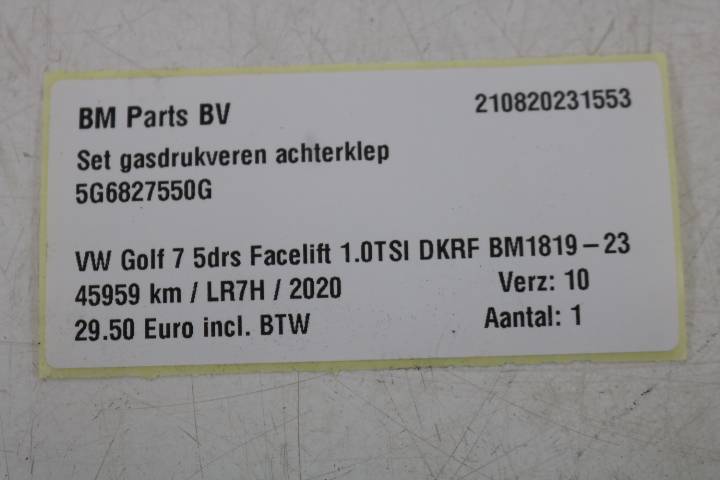 BM Parts BV 210820231553
Set gasdrukveren achterklep
5G6827550G
VW Golf 7 5drs Facelift 1.0TSI DKRF BM1819-23
45959 km / LR7H / 2020 Verz: 10
29.50 Euro incl. BTW Aantal: 1